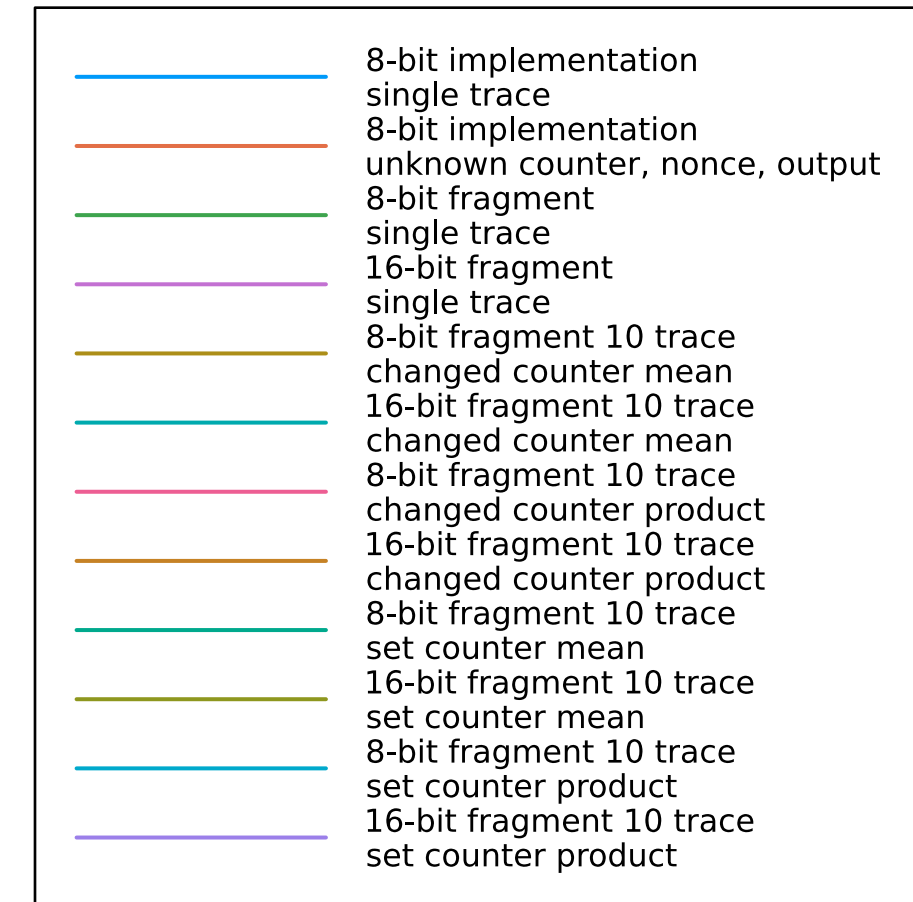 8-bit implementation
single trace
8-bit implementation
unknown counter, nonce, output
8-bit fragment
single trace
16-bit fragment
single trace
8-bit fragment 10 trace
changed counter mean
16-bit fragment 10 trace
changed counter mean
8-bit fragment 10 trace
changed counter product
16-bit fragment 10 trace
changed counter product
8-bit fragment 10 trace
set counter mean
16-bit fragment 10 trace
set counter mean
8-bit fragment 10 trace
set counter product
16-bit fragment 10 trace
set counter product